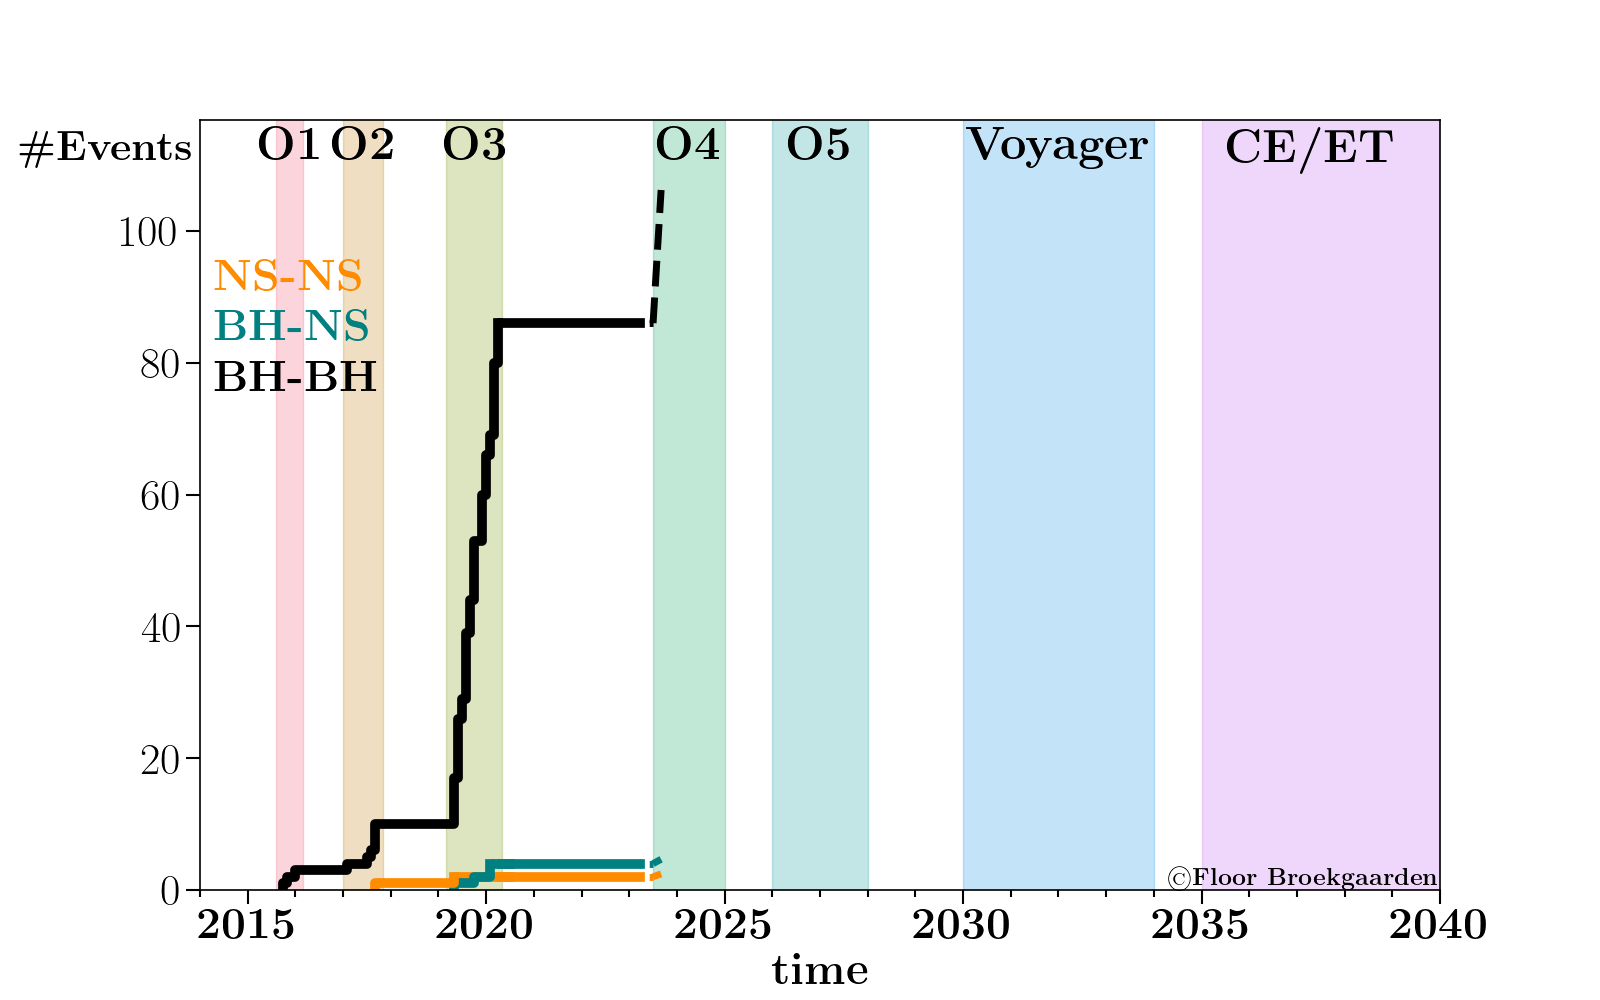 #Events O1 O2 O3 O4 O5 Voyager CE/ET
100
NS-NS
BH-NS
80
BH-BH
60
40
20
0
©Floor Broekgaarden
2015 2020 2025 2030 2035 2040
time